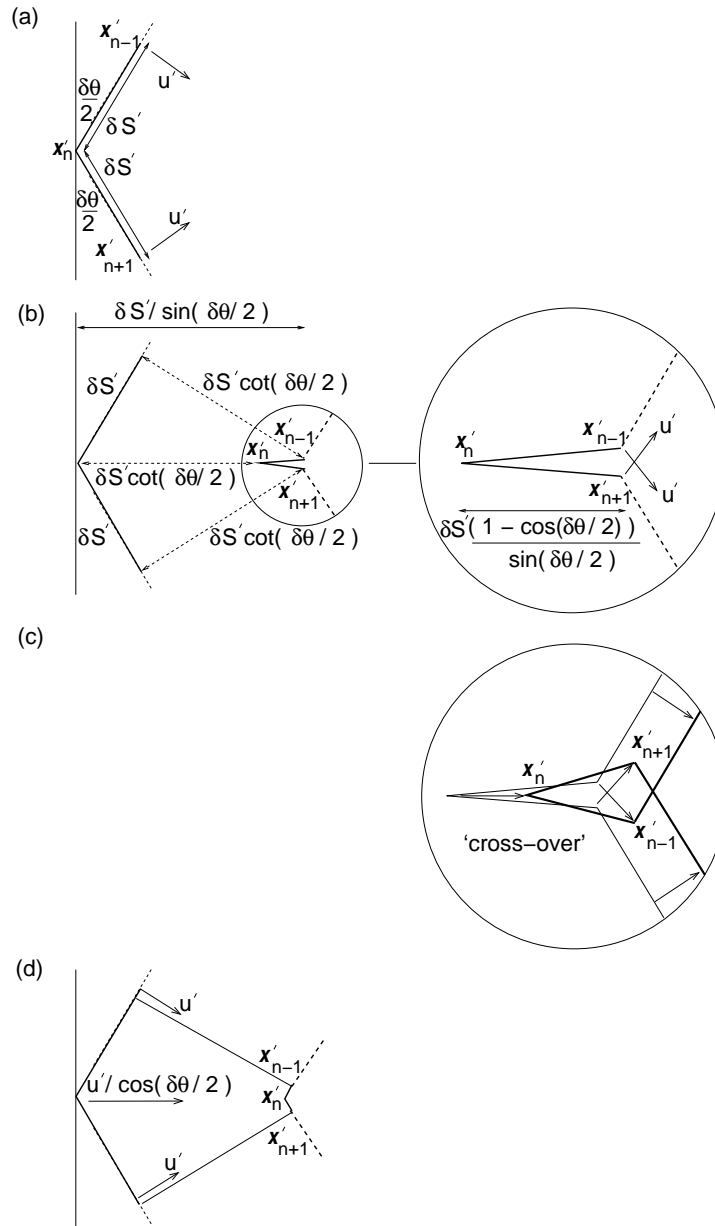 (a)
x′n−1
u′
δθ
2
δS′
x′n
δS′
δθ
2
u′
x′n+1
(b)
δS′/ sin( δθ/ 2 )
δS′
δS′cot( δθ/ 2 )
x′n−1
x′n
δS′cot( δθ/ 2 )
x′n+1
δS′
δS′cot( δθ/ 2 )
u′
x′n
x′n−1
x′n+1
u′
δS′( 1 − cos(δθ/ 2 ) )
sin( δθ/ 2 )
(c)
x′n+1
x′n
x′n−1
‘cross−over’
(d)
u′
x′n−1
u′/ cos( δθ/ 2 )
x′n
x′n+1
u′